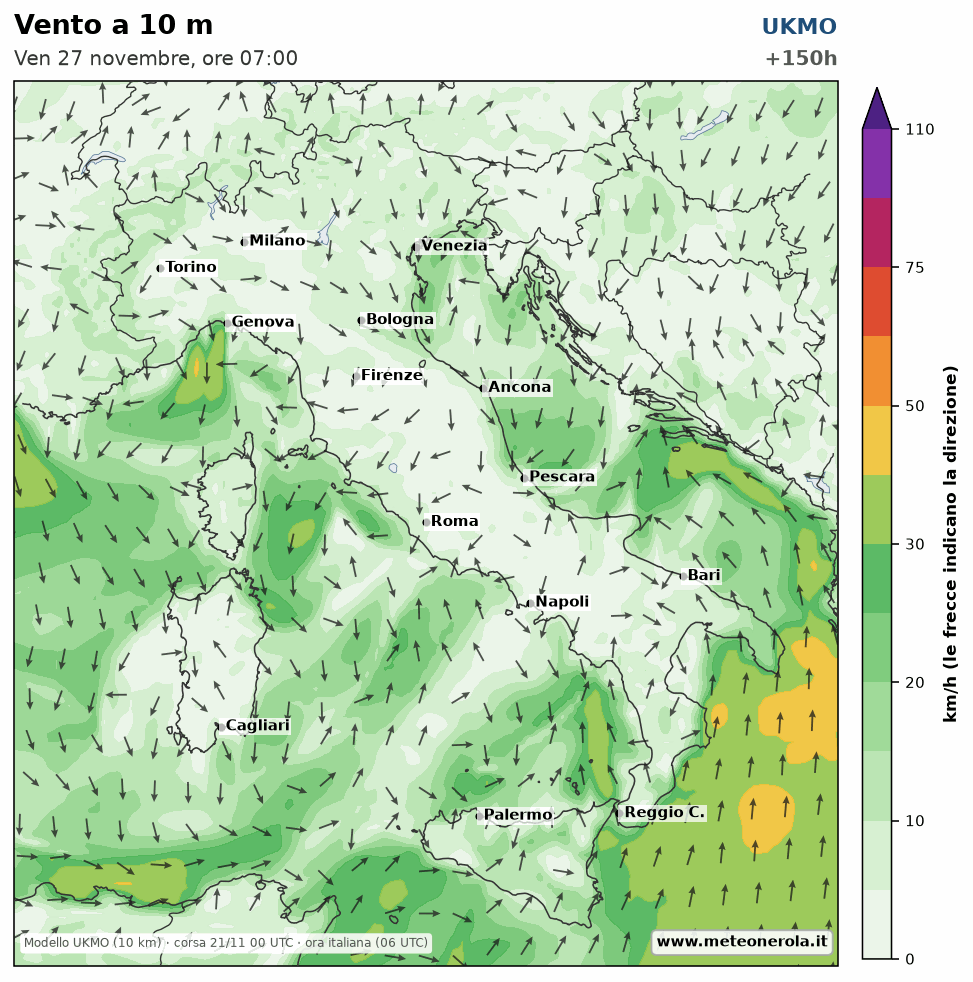 Vento a 10 m
UKMO
Ven 27 novembre, ore 07:00
+150h
110
75
50
30
20
10
0
km/h (le frecce indicano la direzione)
Venezia
Milano
Torino
Genova
Bologna
Firenze
Ancona
Pescara
Roma
Bari
Napoli
Cagliari
Palermo
Reggio C.
Modello UKMO (10 km) · corsa 21/11 00 UTC · ora italiana (06 UTC)
www.meteonerola.it